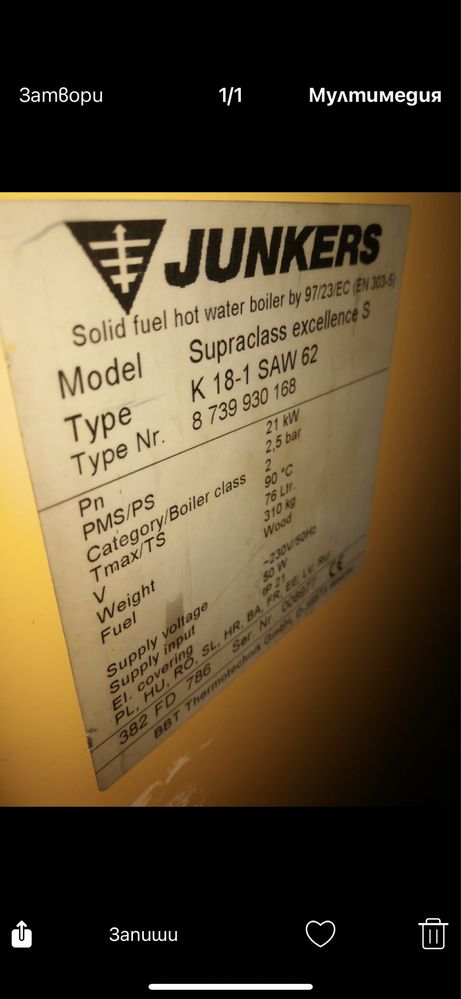 Затвори 1/1 Мултимедия
JUNKERS
Solid fuel hot water boiler by 97/23/EC (EN 303-5)
Model Supraclass excellence S
Type K 18-1 SAW 62
Type Nr. 8 739 930 168
Pn 21 kW
PMS/PS 2,5 bar
Category/Boiler class 2
Tmax/TS 90 °C
V 76 Ltr.
Weight 310 kg
Fuel Wood
Supply voltage ~230V/50Hz
Supply input 50 W
El. covering IP 21
PL, HU, RO, SL, HR, BA, FR, EE, LV, RU CE
382 FD 786 Ser. Nr
BBT Thermotechnik GmbH,
Запиши